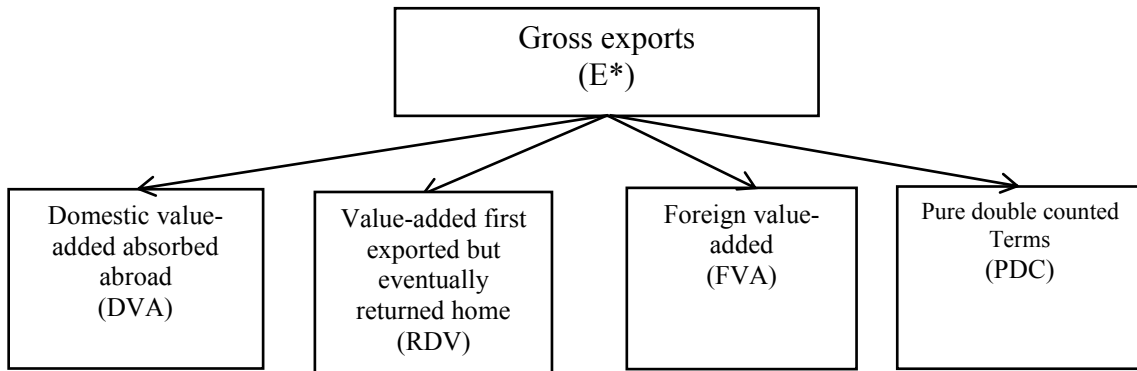 Gross exports
(E*)
Domestic value-
added absorbed
abroad
(DVA)
Value-added first
exported but
eventually
returned home
(RDV)
Foreign value-
added
(FVA)
Pure double counted
Terms
(PDC)